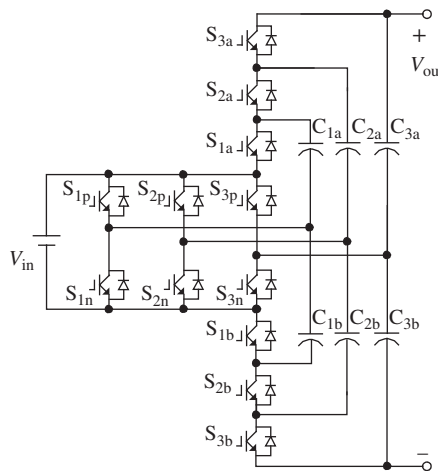 S3a
+
Vou
S2a
C1a C2a C3a
S1a
S1p S2p S3p
Vin
S1n S2n S3n
C1b C2b C3b
S1b
S2b
S3b
−